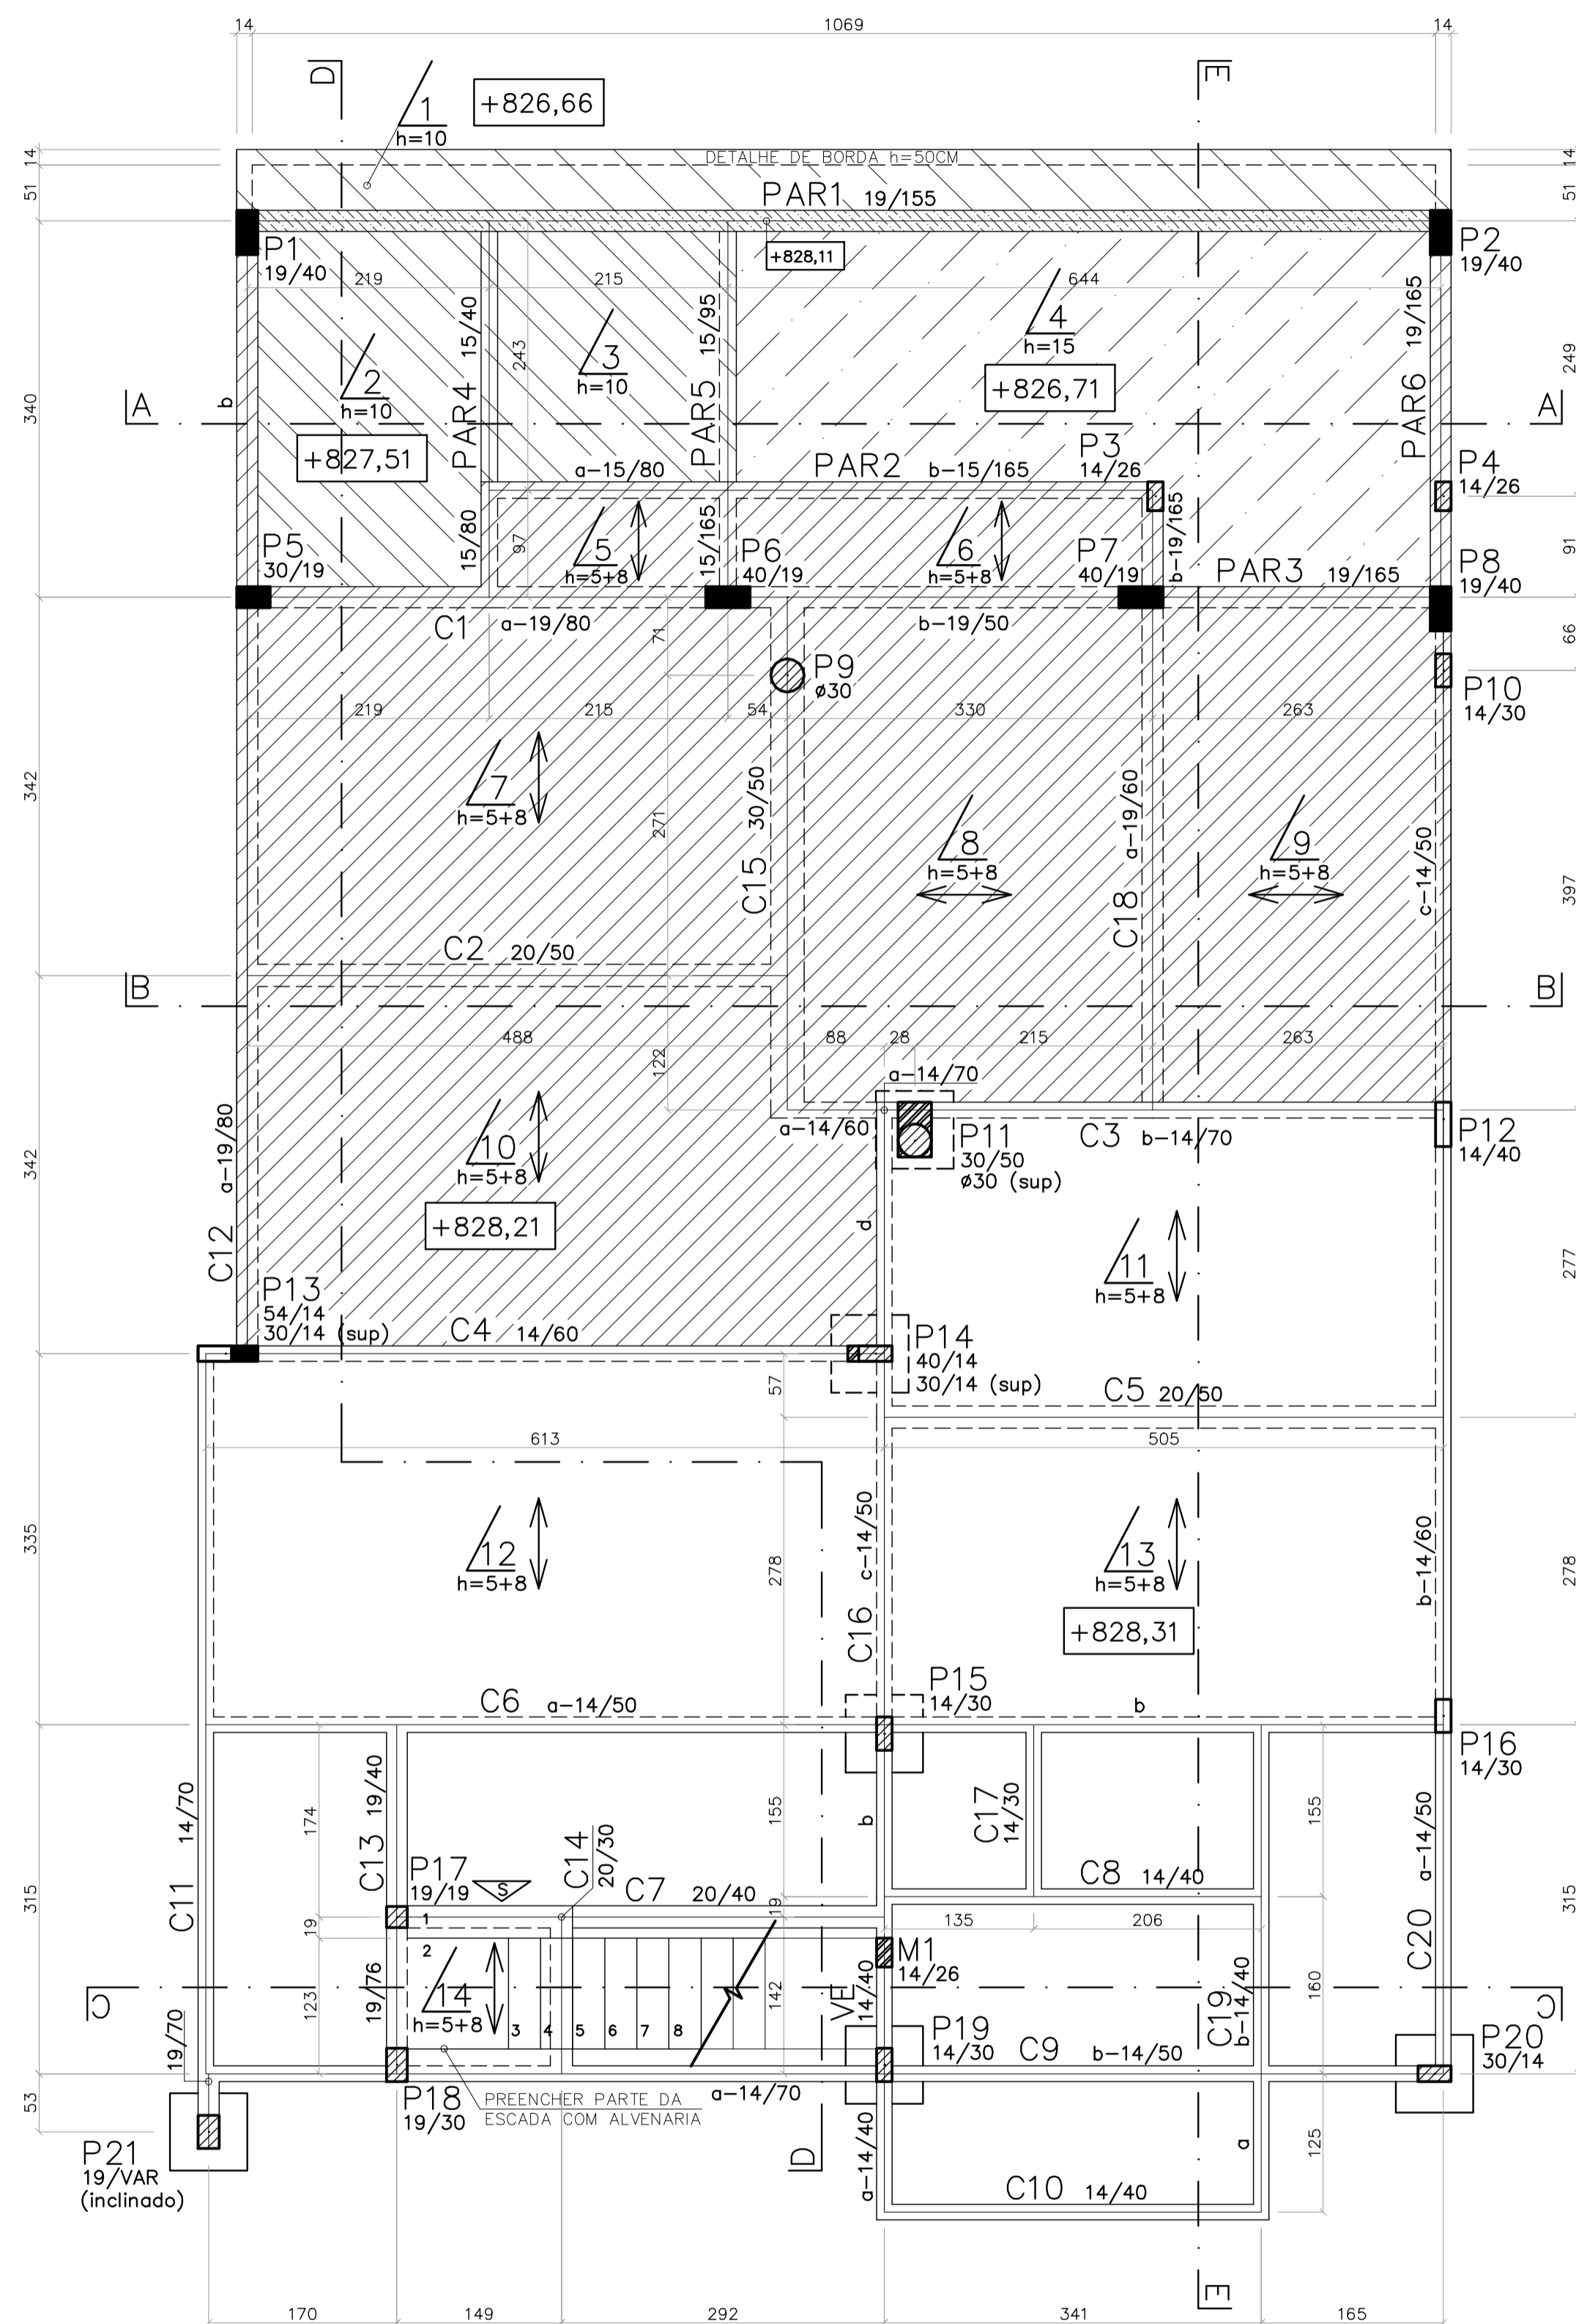 14
1069
14
D
E
1
h=10
+826,66
14
51
DETALHE DE BORDA h=50CM
14
51
PAR1 19/155
P1
19/40
+828,11
P2
19/40
219
215
644
15/40
15/95
19/165
243
2
h=10
3
h=10
4
h=15
+826,71
249
340
b
PAR4
PAR5
PAR6
A
A
+827,51
a-15/80
PAR2 b-15/165
P3
14/26
P4
14/26
15/80
97
5
h=5+8
15/165
6
h=5+8
b-19/165
91
P5
30/19
P6
40/19
P7
40/19
PAR3 19/165
P8
19/40
C1 a-19/80
71
b-19/50
66
P9
ø30
P10
14/30
219
215
54
330
263
342
7
h=5+8
271
C15 30/50
8
h=5+8
C18 a-19/60
9
h=5+8
c-14/50
397
C2 20/50
B
B
488
88
28
215
263
122
a-14/70
342
C12 a-19/80
10
h=5+8
+828,21
a-14/60
P11
30/50
ø30 (sup)
C3 b-14/70
P12
14/40
d
11
h=5+8
277
P13
54/14
30/14 (sup)
C4 14/60
P14
40/14
30/14 (sup)
57
C5 20/50
613
505
335
12
h=5+8
278
C16 c-14/50
13
h=5+8
b-14/60
278
+828,31
C6 a-14/50
P15
14/30
b
P16
14/30
14/70
174
C13 19/40
155
b
C17
14/30
155
a-14/50
C14
20/30
C8 14/40
P17
19/19
S
C7 20/40
315
C11
19
1
19
135
206
C20
315
2
M1
14/26
C
C
123
19/76
14
h=5+8
3
4
5
6
7
8
142
VE
14/40
C19
b-14/40
160
19/70
P19
14/30
C9 b-14/50
P20
30/14
53
P18
19/30
PREENCHER PARTE DA
ESCADA COM ALVENARIA
a-14/70
P21
19/VAR
(inclinado)
D
a-14/40
a
125
C10 14/40
E
170
149
292
341
165